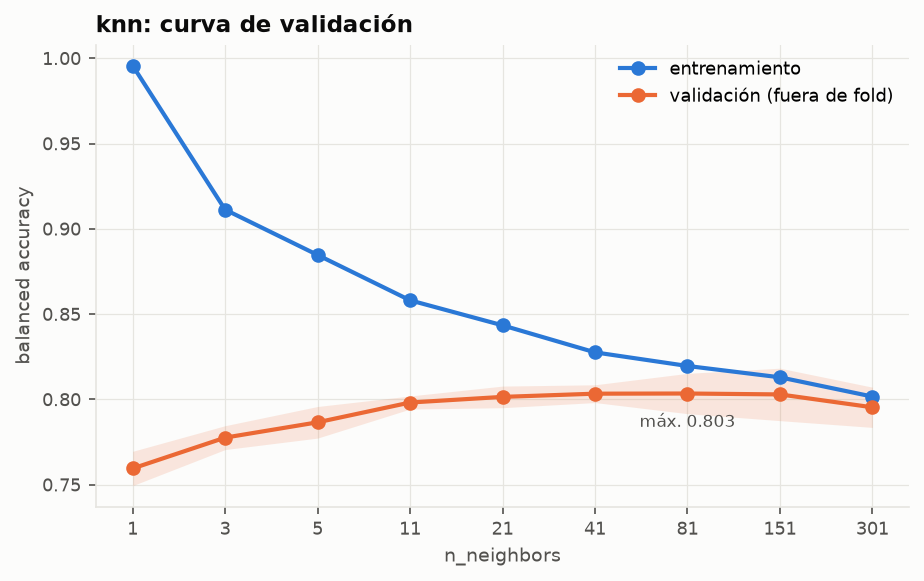 knn: curva de validación
entrenamiento
validación (fuera de fold)
balanced accuracy
1.00
0.95
0.90
0.85
0.80
0.75
máx. 0.803
1 3 5 11 21 41 81 151 301
n_neighbors